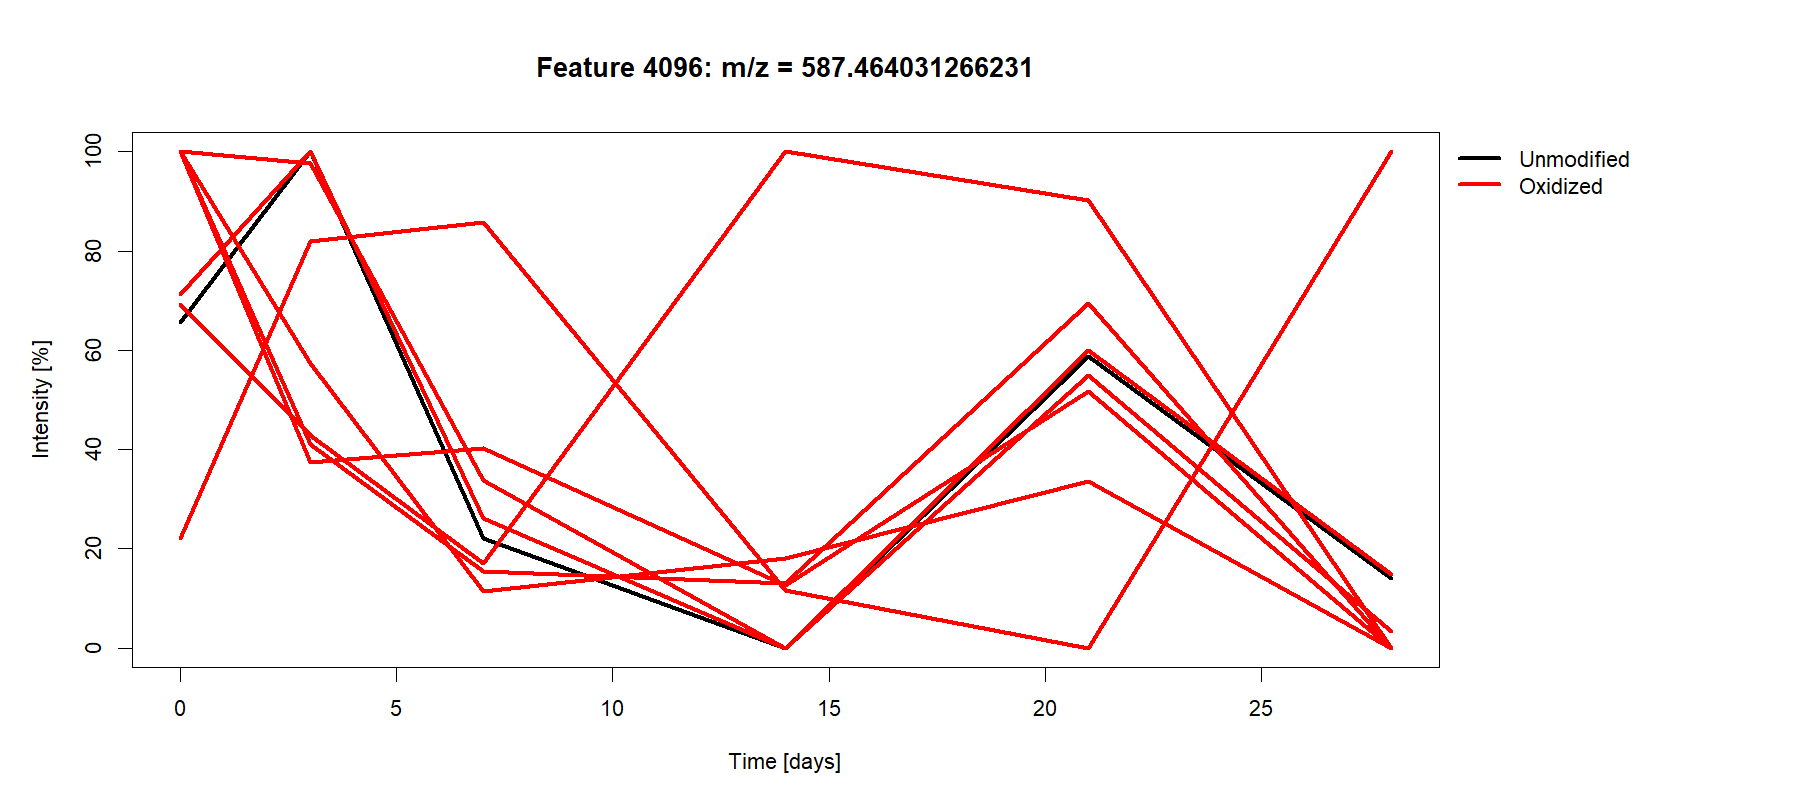 Feature 4096: m/z = 587.464031266231
Unmodified
Oxidized
Intensity [%]
100
80
60
40
20
0
0 5 10 15 20 25
Time [days]